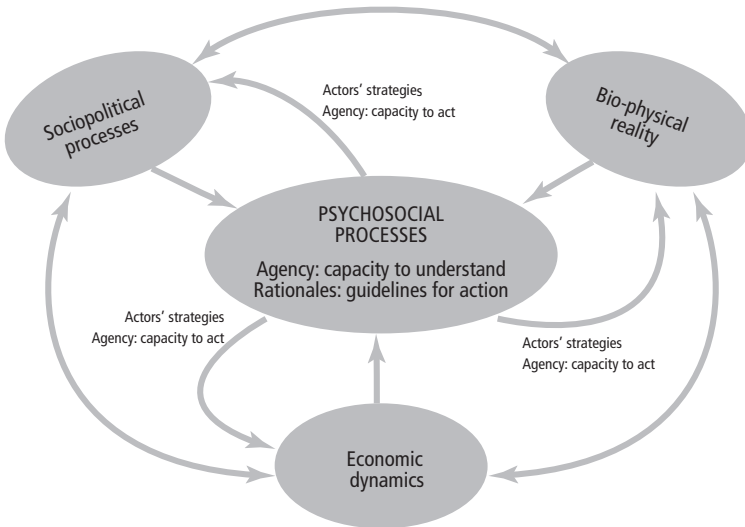 Sociopolitical
processes
Actors' strategies
Agency: capacity to act
Bio-physical
reality
PSYCHOSOCIAL
PROCESSES
Agency: capacity to understand
Rationales: guidelines for action
Actors' strategies
Agency: capacity to act
Actors' strategies
Agency: capacity to act
Economic
dynamics